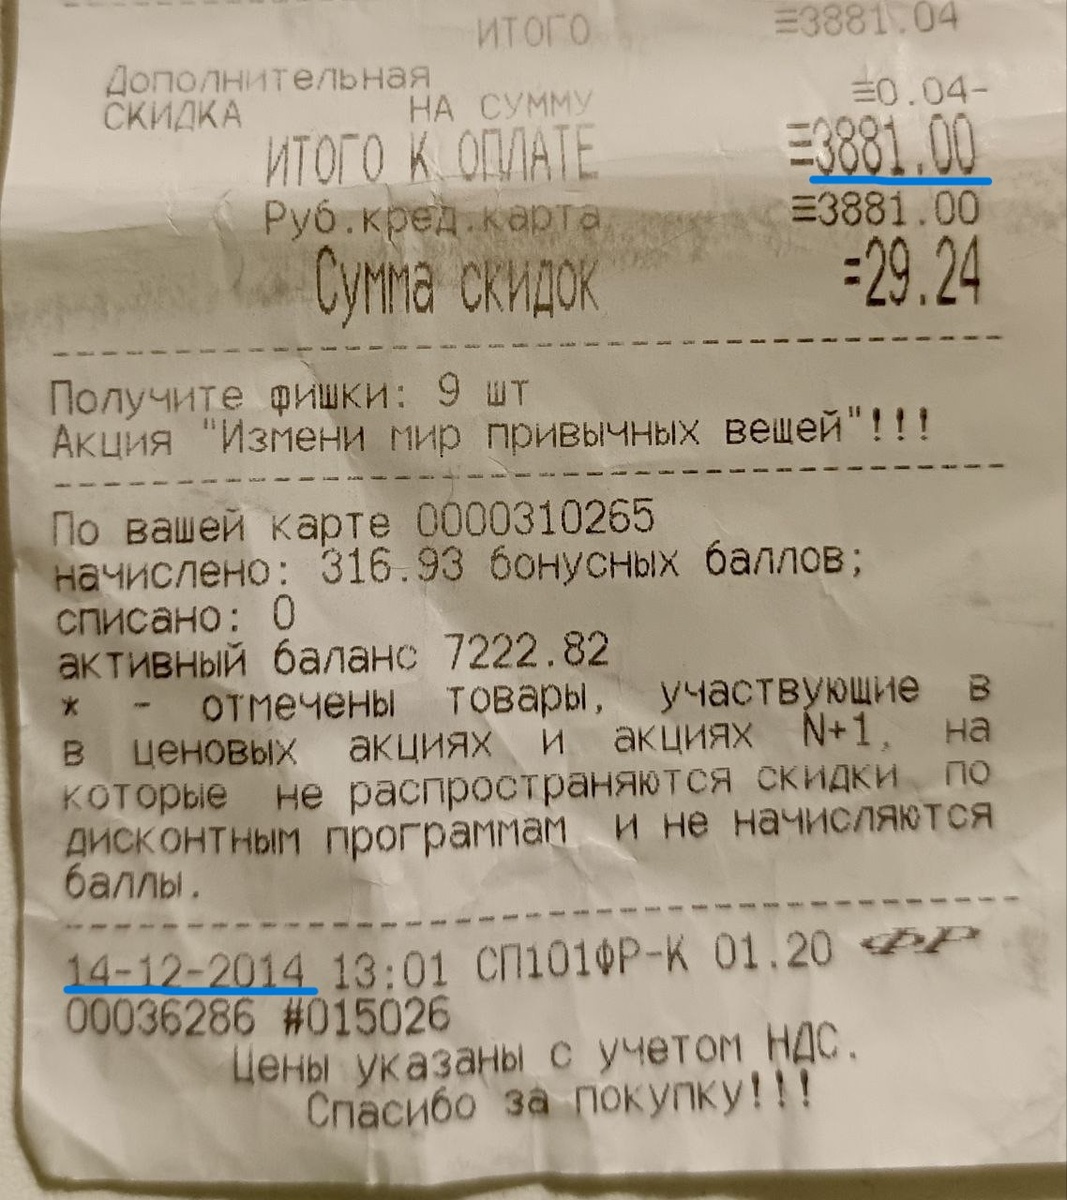 ИТОГО ≡3881.04
Дополнительная
СКИДКА НА СУММУ ≡0.04-
ИТОГО К ОПЛАТЕ ≡3881.00
Руб.кред.карта ≡3881.00
Сумма скидок =29.24
Получите фишки: 9 шт
Акция "Измени мир привычных вешей"!!!
По вашей карте 0000310265
начислено: 316.93 бонусных баллов;
списано: 0
активный баланс 7222.82
* - отмечены товары, участвующие в
в ценовых акциях и акциях N+1, на
которые не распространяются скидки по
дисконтным программам и не начисляются
баллы.
14-12-2014 13:01 СП101ФР-К 01.20 ФР
00036286 #015026
Цены указаны с учетом НДС.
Спасибо за покупку!!!